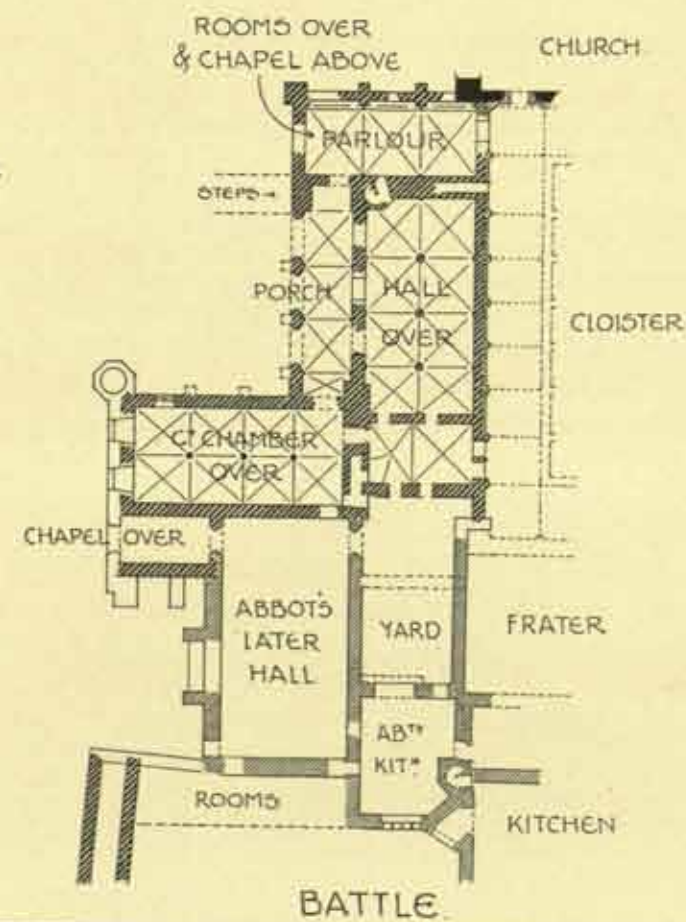 ROOMS OVER
& CHAPEL ABOVE
CHURCH
PARLOUR
STEPS
PORCH
HALL
OVER
CLOISTER
Cᵀ CHAMBER
OVER
CHAPEL OVER
ABBOT'S
LATER
HALL
YARD
FRATER
ABᵀˢ
KITⁿ
ROOMS
KITCHEN
BATTLE